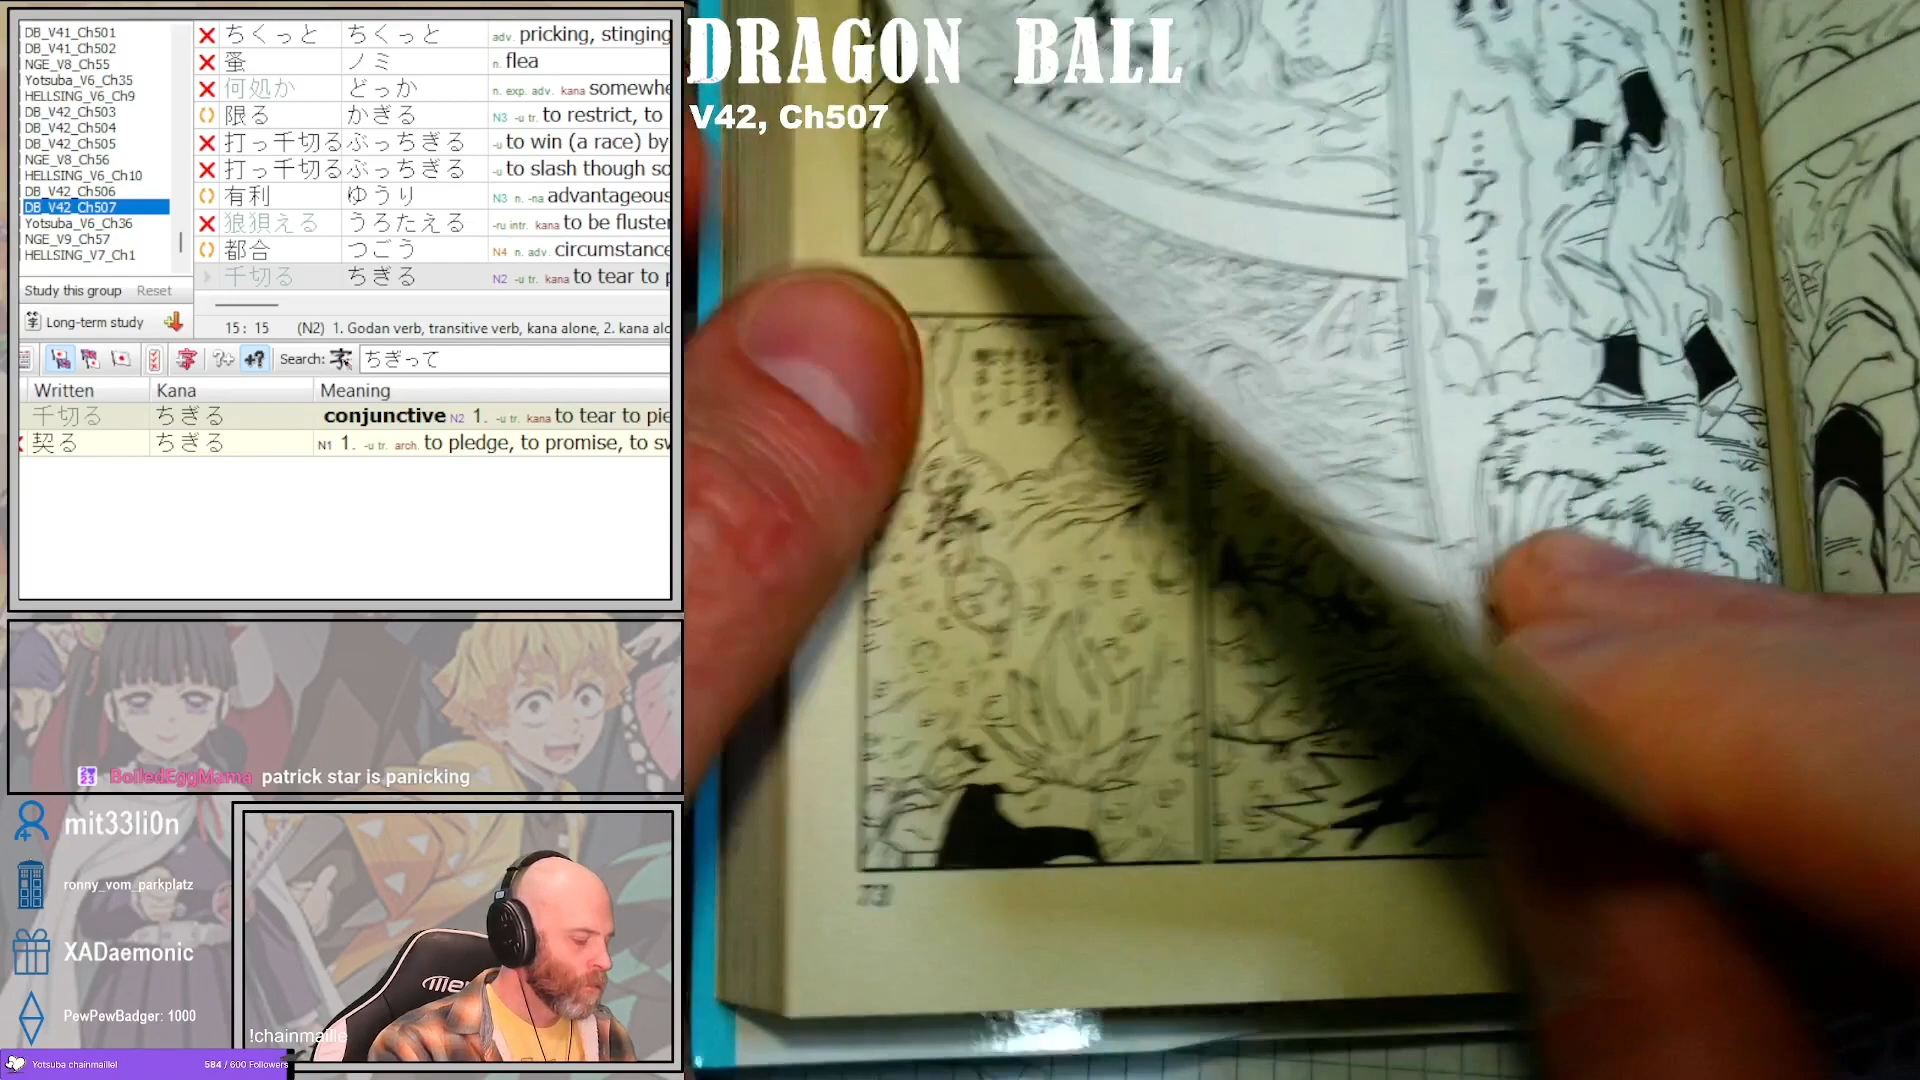 DB_V41_Ch501
DB_V41_Ch502
NGE_V8_Ch55
Yotsuba_V6_Ch35
HELLSING_V6_Ch9
DB_V42_Ch503
DB_V42_Ch504
DB_V42_Ch505
NGE_V8_Ch56
HELLSING_V6_Ch10
DB_V42_Ch506
DB_V42_Ch507
Yotsuba_V6_Ch36
NGE_V9_Ch57
HELLSING_V7_Ch1
Study this group Reset
Long-term study
ちくっと ちくっと adv. pricking, stinging
蚤 ノミ n. flea
何処か どっか n. exp. adv. kana somewhe
限る かぎる N3 -u tr. to restrict, to
打っ千切る ぶっちぎる -u to win (a race) by
打っ千切る ぶっちぎる -u to slash though so
有利 ゆうり N3 n. -na advantageous
狼狽える うろたえる -ru intr. kana to be fluster
都合 つごう N4 n. adv. circumstance
千切る ちぎる N2 -u tr. kana to tear to p
15: 15 (N2) 1. Godan verb, transitive verb, kana alone, 2. kana alo
Search: ちぎって
Written Kana Meaning
千切る ちぎる conjunctive N2 1. -u tr. kana to tear to pie
契る ちぎる N1 1. -u tr. arch. to pledge, to promise, to sw
BoiledEggMama patrick star is panicking
mit33li0n
ronny_vom_parkplatz
XADaemonic
PewPewBadger: 1000
Yotsuba chainmaille!
584 / 600 Followers
!chainmaille
DRAGON BALL
V42, Ch507
…アク…!!
73